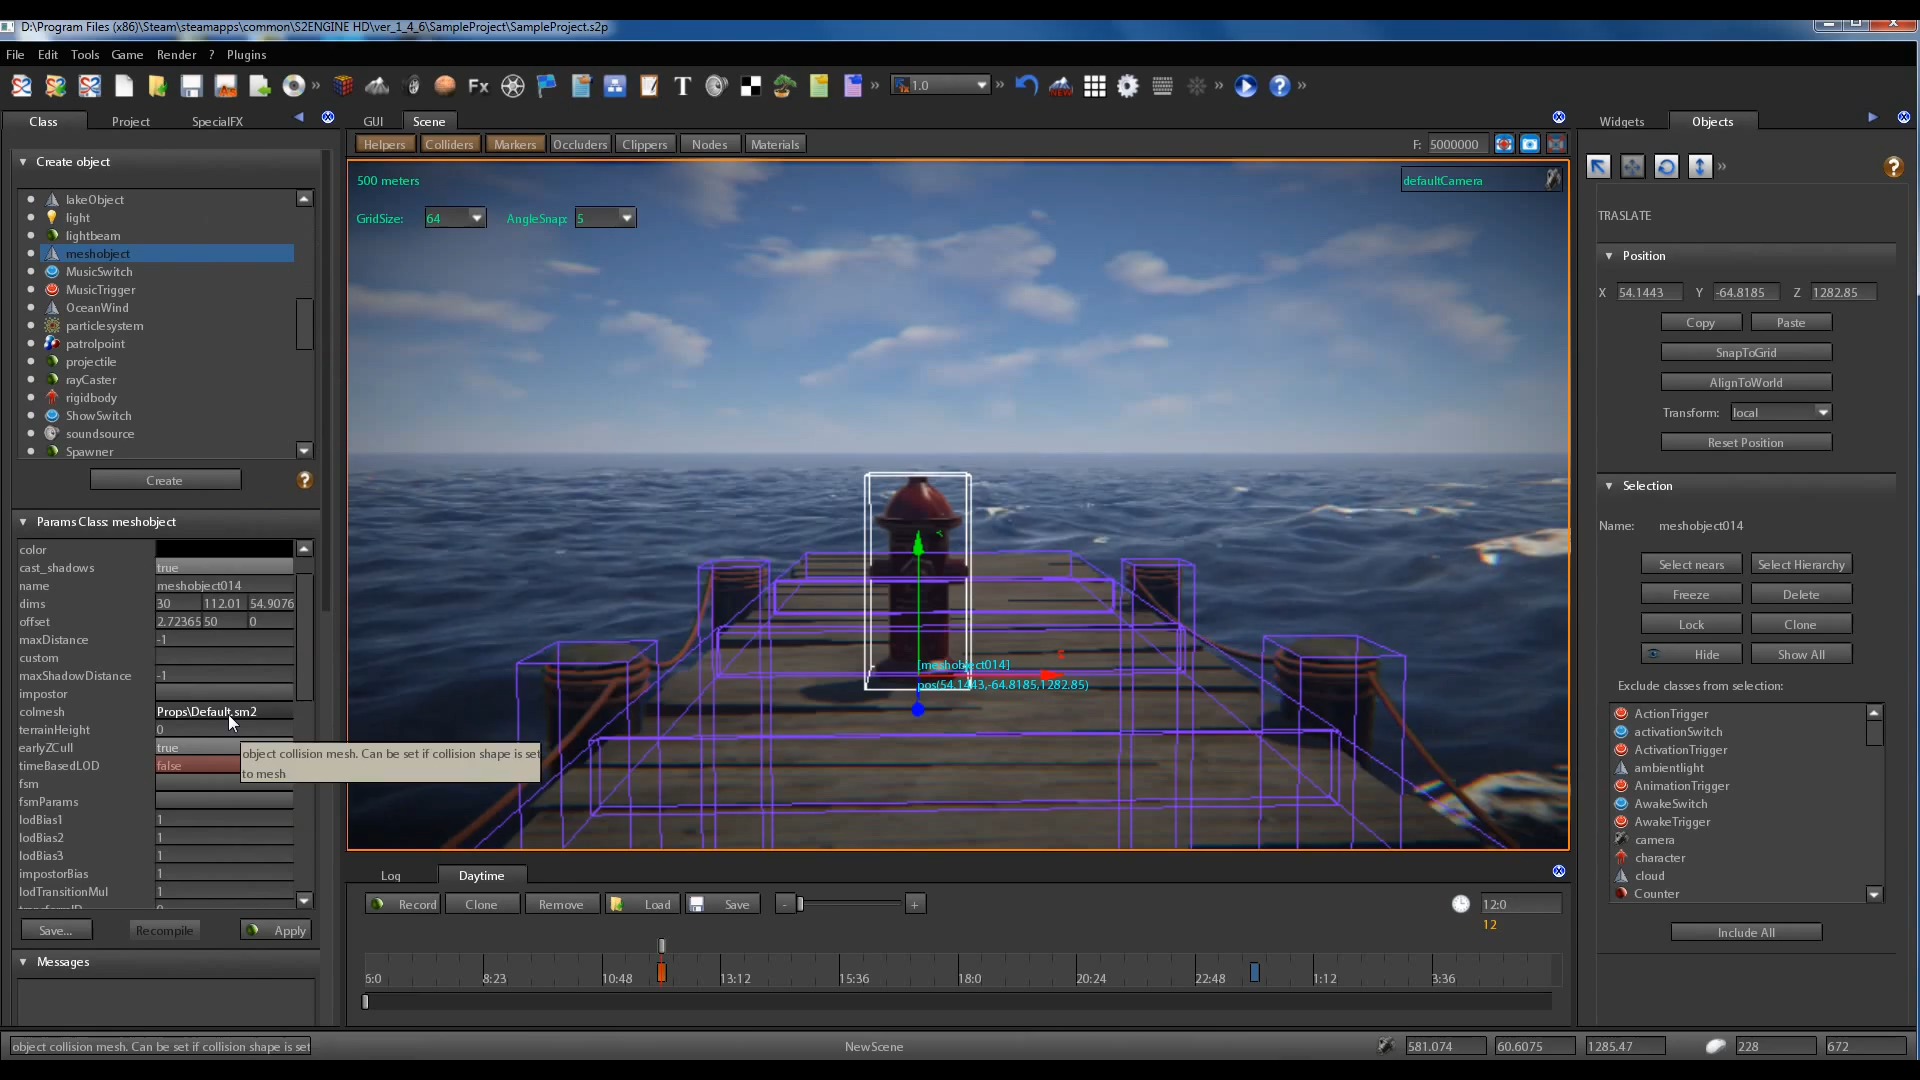 D:\Program Files (x86)\Steam\steamapps\common\S2ENGINE HD\ver_1_4_6\SampleProject\SampleProject.s2p
File Edit Tools Game Render ? Plugins
Fx T 1.0
Class Project SpecialFX
GUI Scene
Widgets Objects
Helpers Colliders Markers Occluders Clippers Nodes Materials F: 5000000
Create object
lakeObject
light
lightbeam
meshobject
MusicSwitch
MusicTrigger
OceanWind
particlesystem
patrolpoint
projectile
rayCaster
rigidbody
ShowSwitch
soundsource
Spawner
Create
Params Class: meshobject
color
cast_shadows true
name meshobject014
dims 30 112.01 54.9076
offset 2.72365 50 0
maxDistance -1
custom
maxShadowDistance -1
impostor
colmesh Props\Default.sm2
terrainHeight 0
earlyZCull true
timeBasedLOD false
fsm
fsmParams
lodBias1 1
lodBias2 1
lodBias3 1
impostorBias 1
lodTransitionMul 1
Save... Recompile Apply
Messages
500 meters
defaultCamera
GridSize: 64 AngleSnap: 5
[meshobject014]
pos(54.1443,-64.8185,1282.85)
object collision mesh. Can be set if collision shape is set
to mesh
Log Daytime
Record Clone Remove Load Save - + 12:0
12
6:0 8:23 10:48 13:12 15:36 18:0 20:24 22:48 1:12 3:36
TRASLATE
Position
X 54.1443 Y -64.8185 Z 1282.85
Copy Paste
SnapToGrid
AlignToWorld
Transform: local
Reset Position
Selection
Name: meshobject014
Select nears Select Hierarchy
Freeze Delete
Lock Clone
Hide Show All
Exclude classes from selection:
ActionTrigger
activationSwitch
ActivationTrigger
ambientlight
AnimationTrigger
AwakeSwitch
AwakeTrigger
camera
character
cloud
Counter
Include All
object collision mesh. Can be set if collision shape is set NewScene 581.074 60.6075 1285.47 228 672